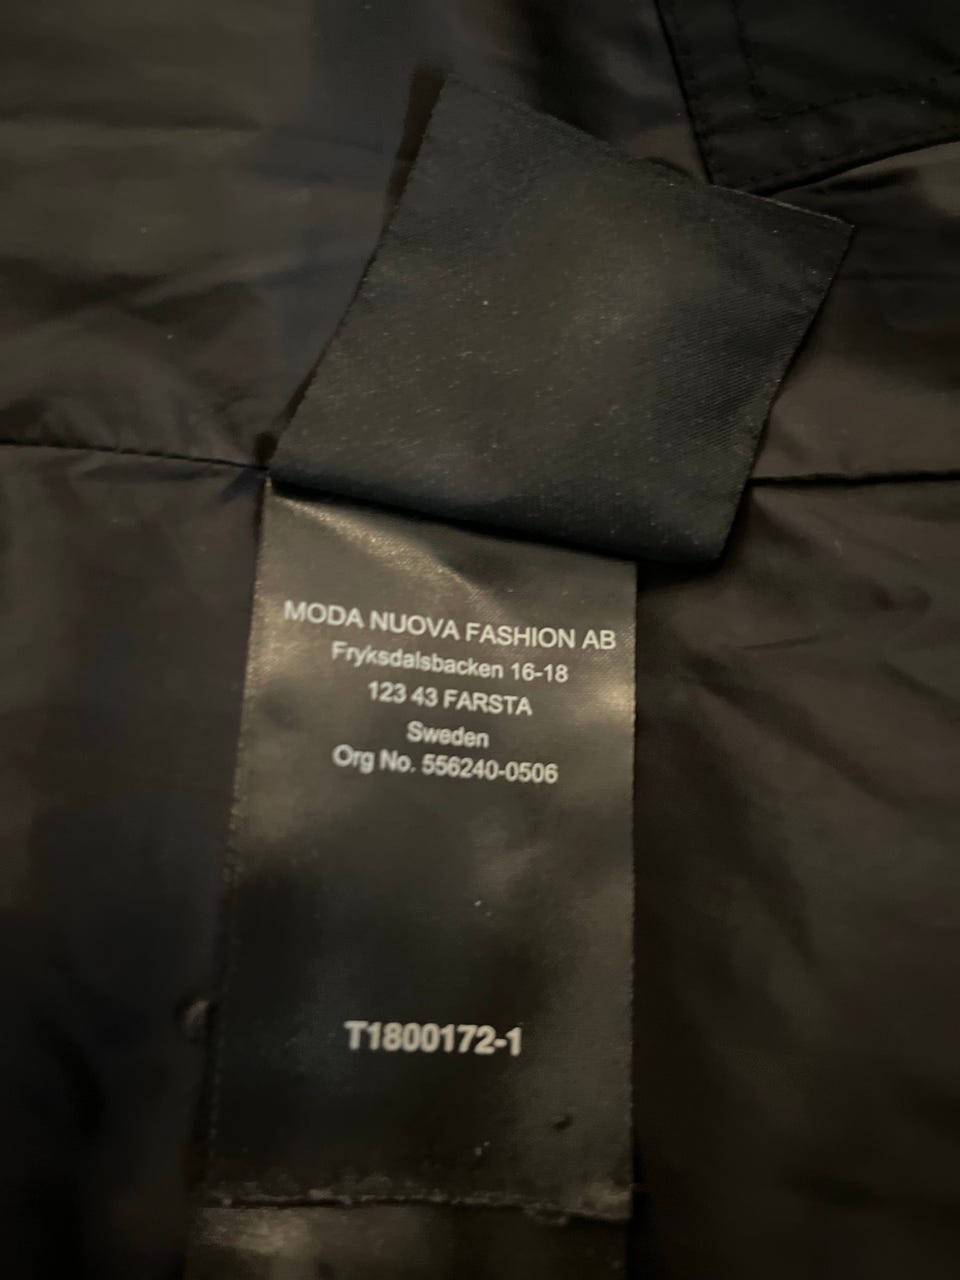 MODA NUOVA FASHION AB
Fryksdalsbacken 16-18
123 43 FARSTA
Sweden
Org No. 556240-0506
T1800172-1